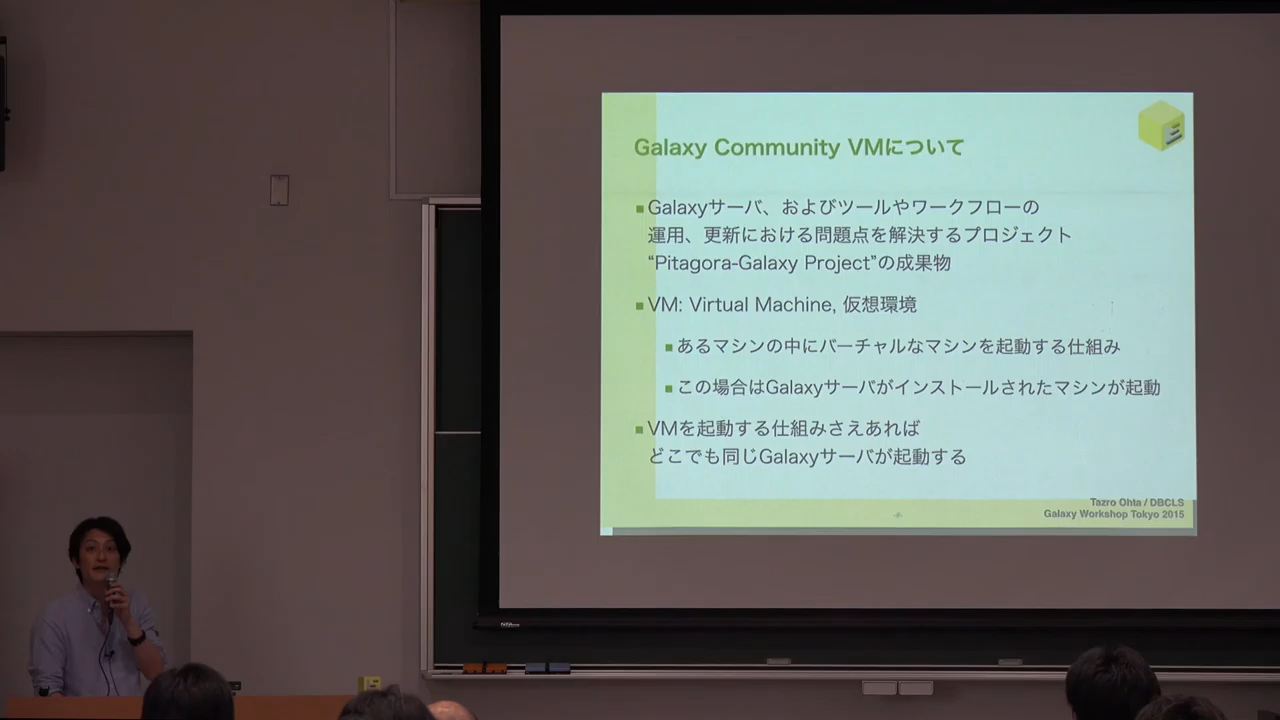 Galaxy Community VMについて
■Galaxyサーバ、およびツールやワークフローの
運用、更新における問題点を解決するプロジェクト
“Pitagora-Galaxy Project”の成果物
■VM: Virtual Machine, 仮想環境
■あるマシンの中にバーチャルなマシンを起動する仕組み
■この場合はGalaxyサーバがインストールされたマシンが起動
■VMを起動する仕組みさえあれば
どこでも同じGalaxyサーバが起動する
Tazro Ohta / DBCLS
Galaxy Workshop Tokyo 2015